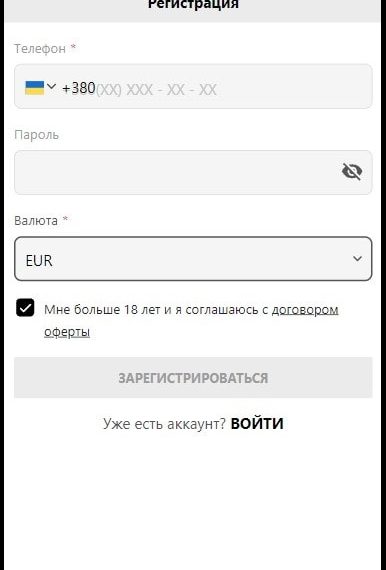 Регистрация
Телефон *
+380(XX) XXX - XX - XX
Пароль
Валюта *
EUR
Мне больше 18 лет и я соглашаюсь с договором
оферты
ЗАРЕГИСТРИРОВАТЬСЯ
Уже есть аккаунт? ВОЙТИ